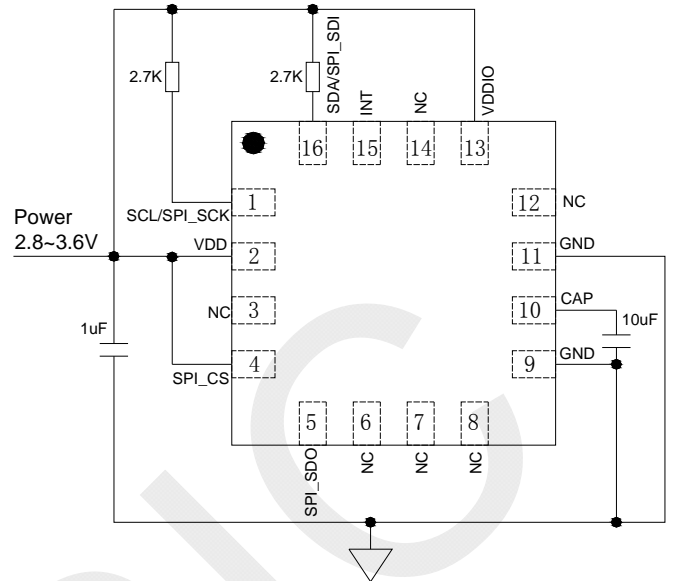 2.7K
2.7K
SDA/SPI_SDI
INT
NC
VDDIO
16
15
14
13
1
SCL/SPI_SCK
12
NC
Power
2.8~3.6V
VDD
2
11
GND
NC
3
10
CAP
1uF
10uF
4
SPI_CS
9
GND
5
6
7
8
SPI_SDO
NC
NC
NC